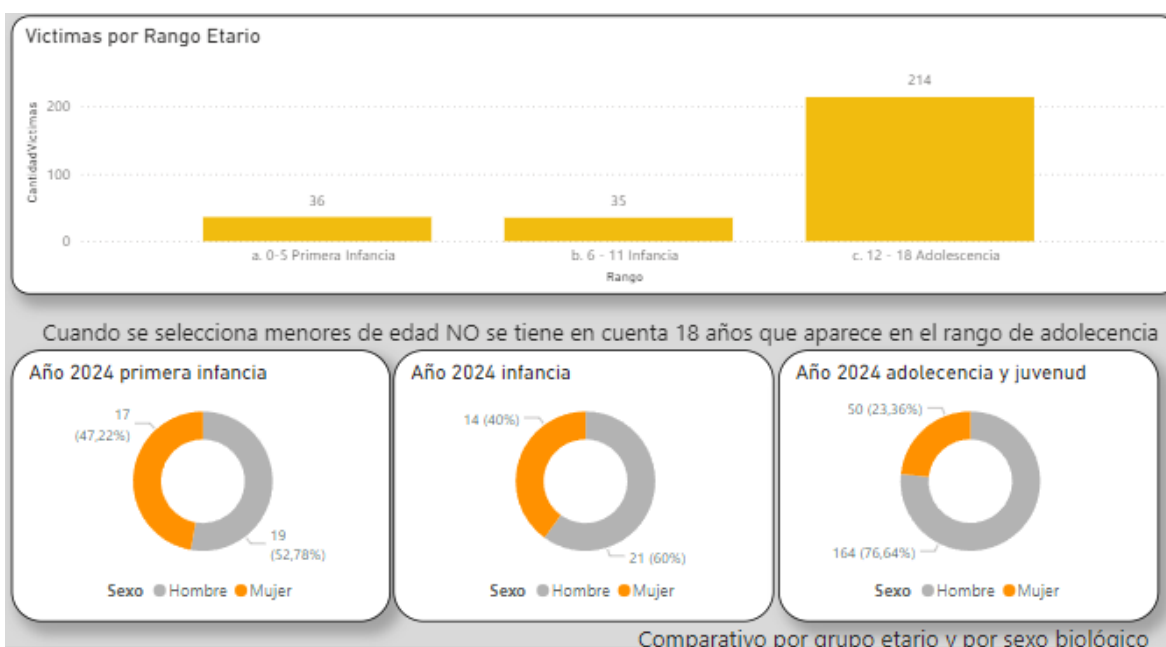 Victimas por Rango Etario
214
200
100
0
CantidadVictimas
36
35
a. 0-5 Primera Infancia
b. 6 - 11 Infancia
c. 12 - 18 Adolescencia
Rango
Cuando se selecciona menores de edad NO se tiene en cuenta 18 años que aparece en el rango de adolecencia
Año 2024 primera infancia
17
(47,22%)
19
(52,78%)
Sexo Hombre Mujer
Año 2024 infancia
14 (40%)
21 (60%)
Sexo Hombre Mujer
Año 2024 adolecencia y juvenud
50 (23,36%)
164 (76,64%)
Sexo Hombre Mujer
Comparativo por grupo etario y por sexo biológico